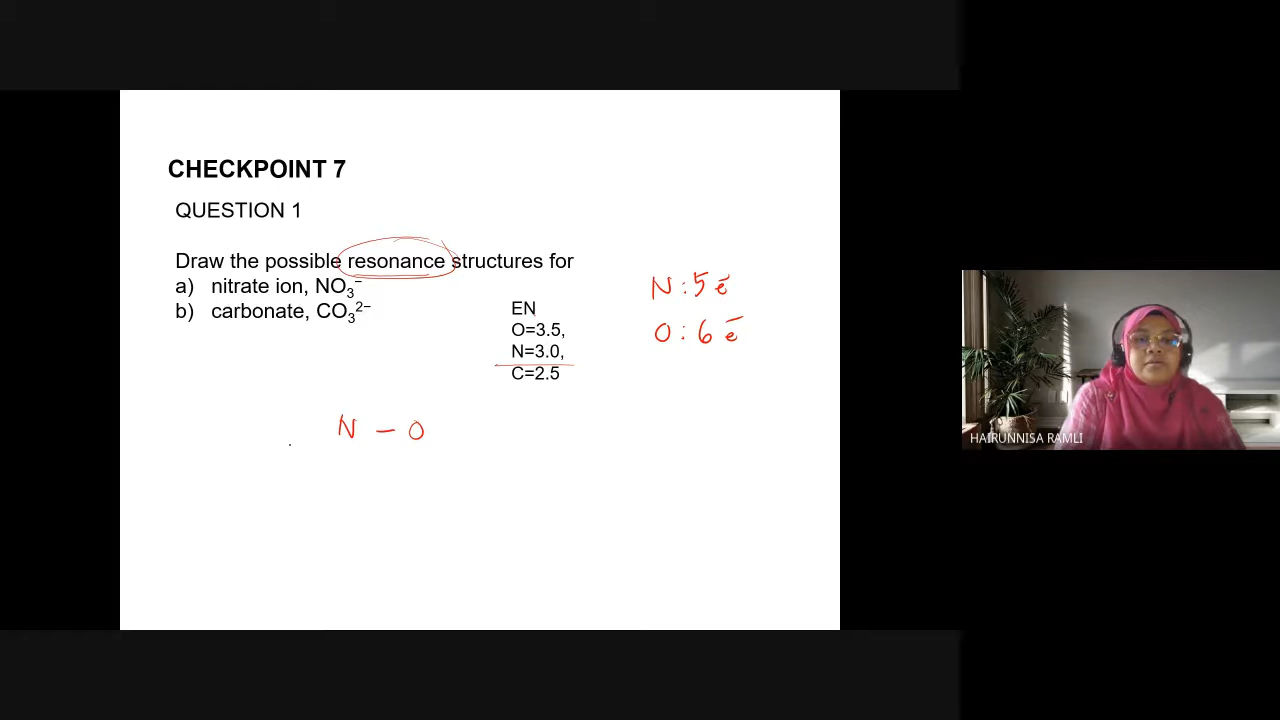 CHECKPOINT 7
QUESTION 1
Draw the possible resonance structures for
a) nitrate ion, NO₃⁻
b) carbonate, CO₃²⁻
EN
O=3.5,
N=3.0,
C=2.5
N : 5 ē
O : 6 ē
N – O
HAIRUNNISA RAMLI